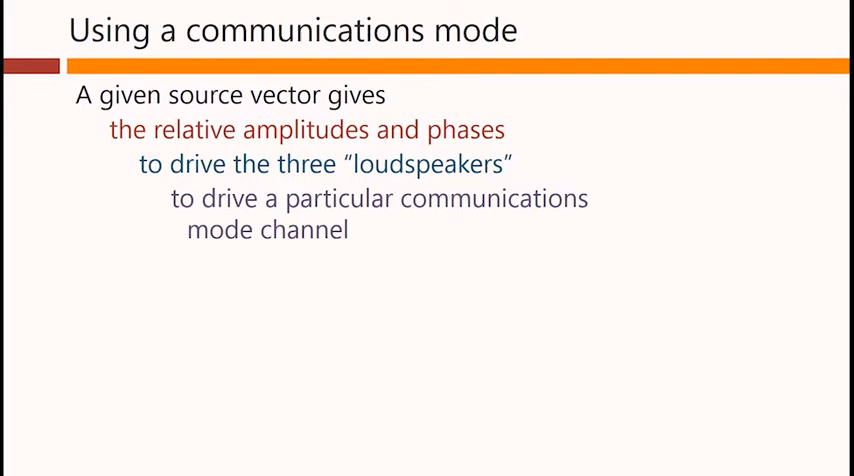 Using a communications mode
A given source vector gives
the relative amplitudes and phases
to drive the three “loudspeakers”
to drive a particular communications
mode channel